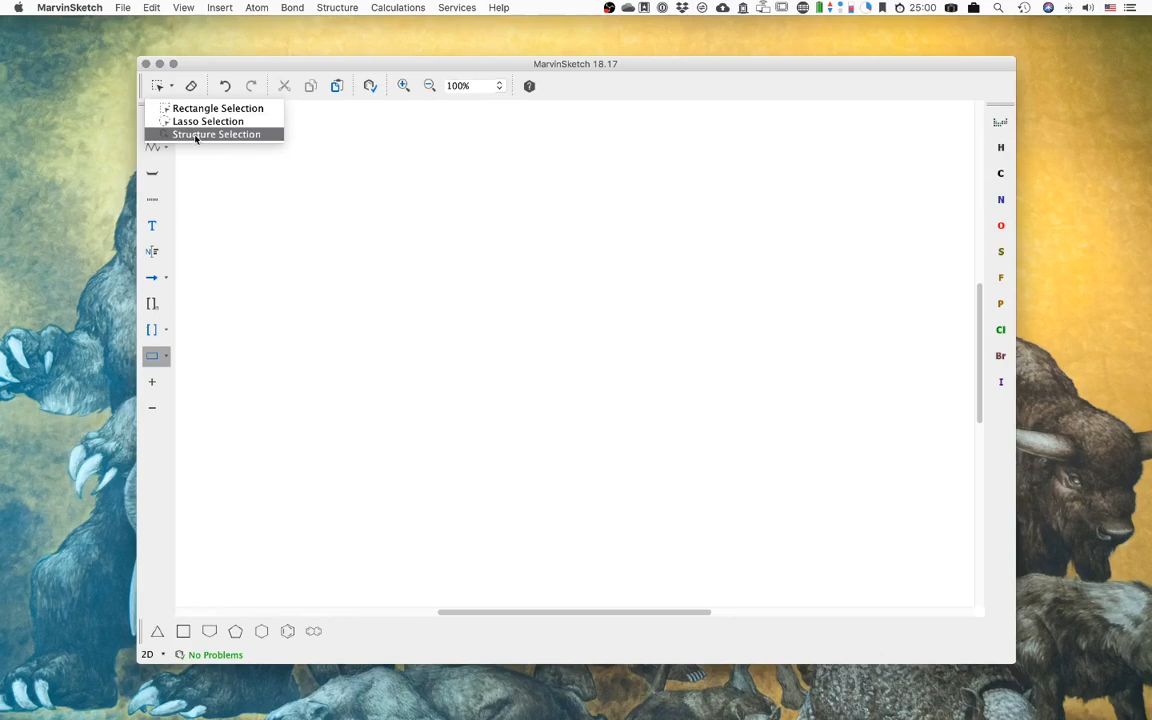 MarvinSketch File Edit View Insert Atom Bond Structure Calculations Services Help 25:00
MarvinSketch 18.17
100%
Rectangle Selection
Lasso Selection
Structure Selection
H
C
T
N
N
O
S
F
P
[ ]n
Cl
Br
I
2D No Problems